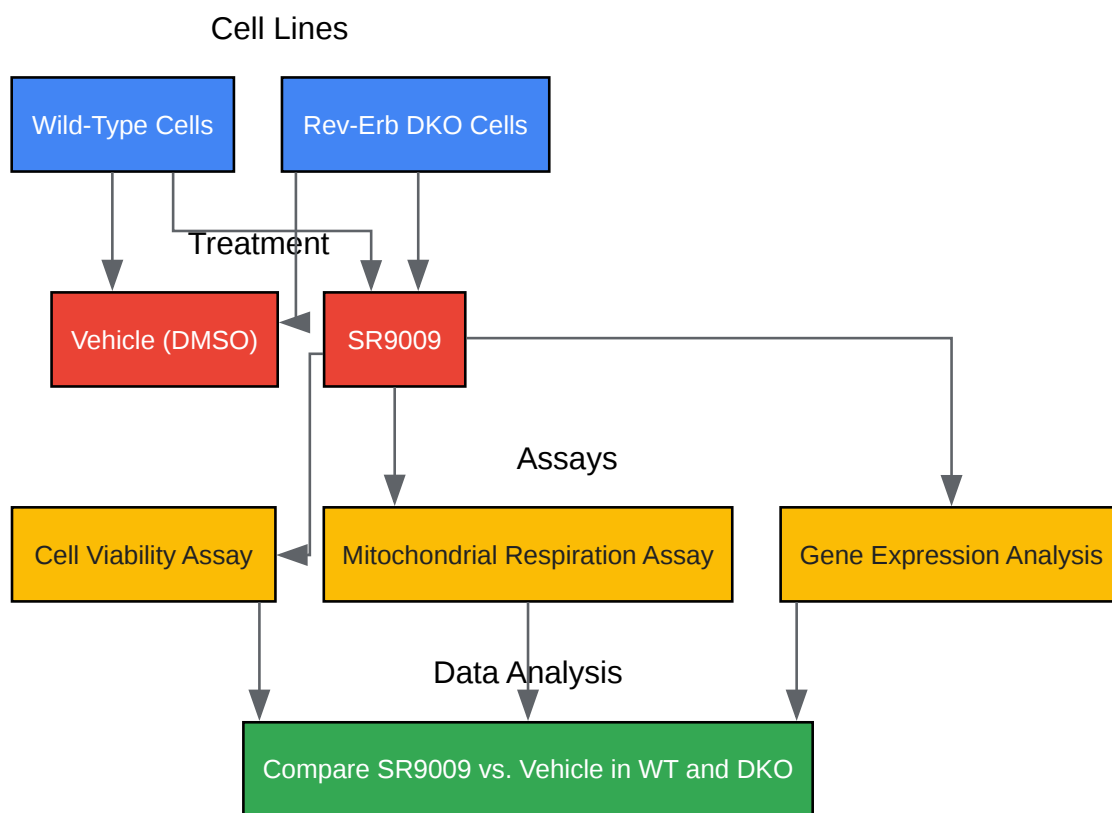 Cell Lines
Wild-Type Cells
Rev-Erb DKO Cells
Treatment
Vehicle (DMSO)
SR9009
Assays
Cell Viability Assay
Mitochondrial Respiration Assay
Gene Expression Analysis
Data Analysis
Compare SR9009 vs. Vehicle in WT and DKO